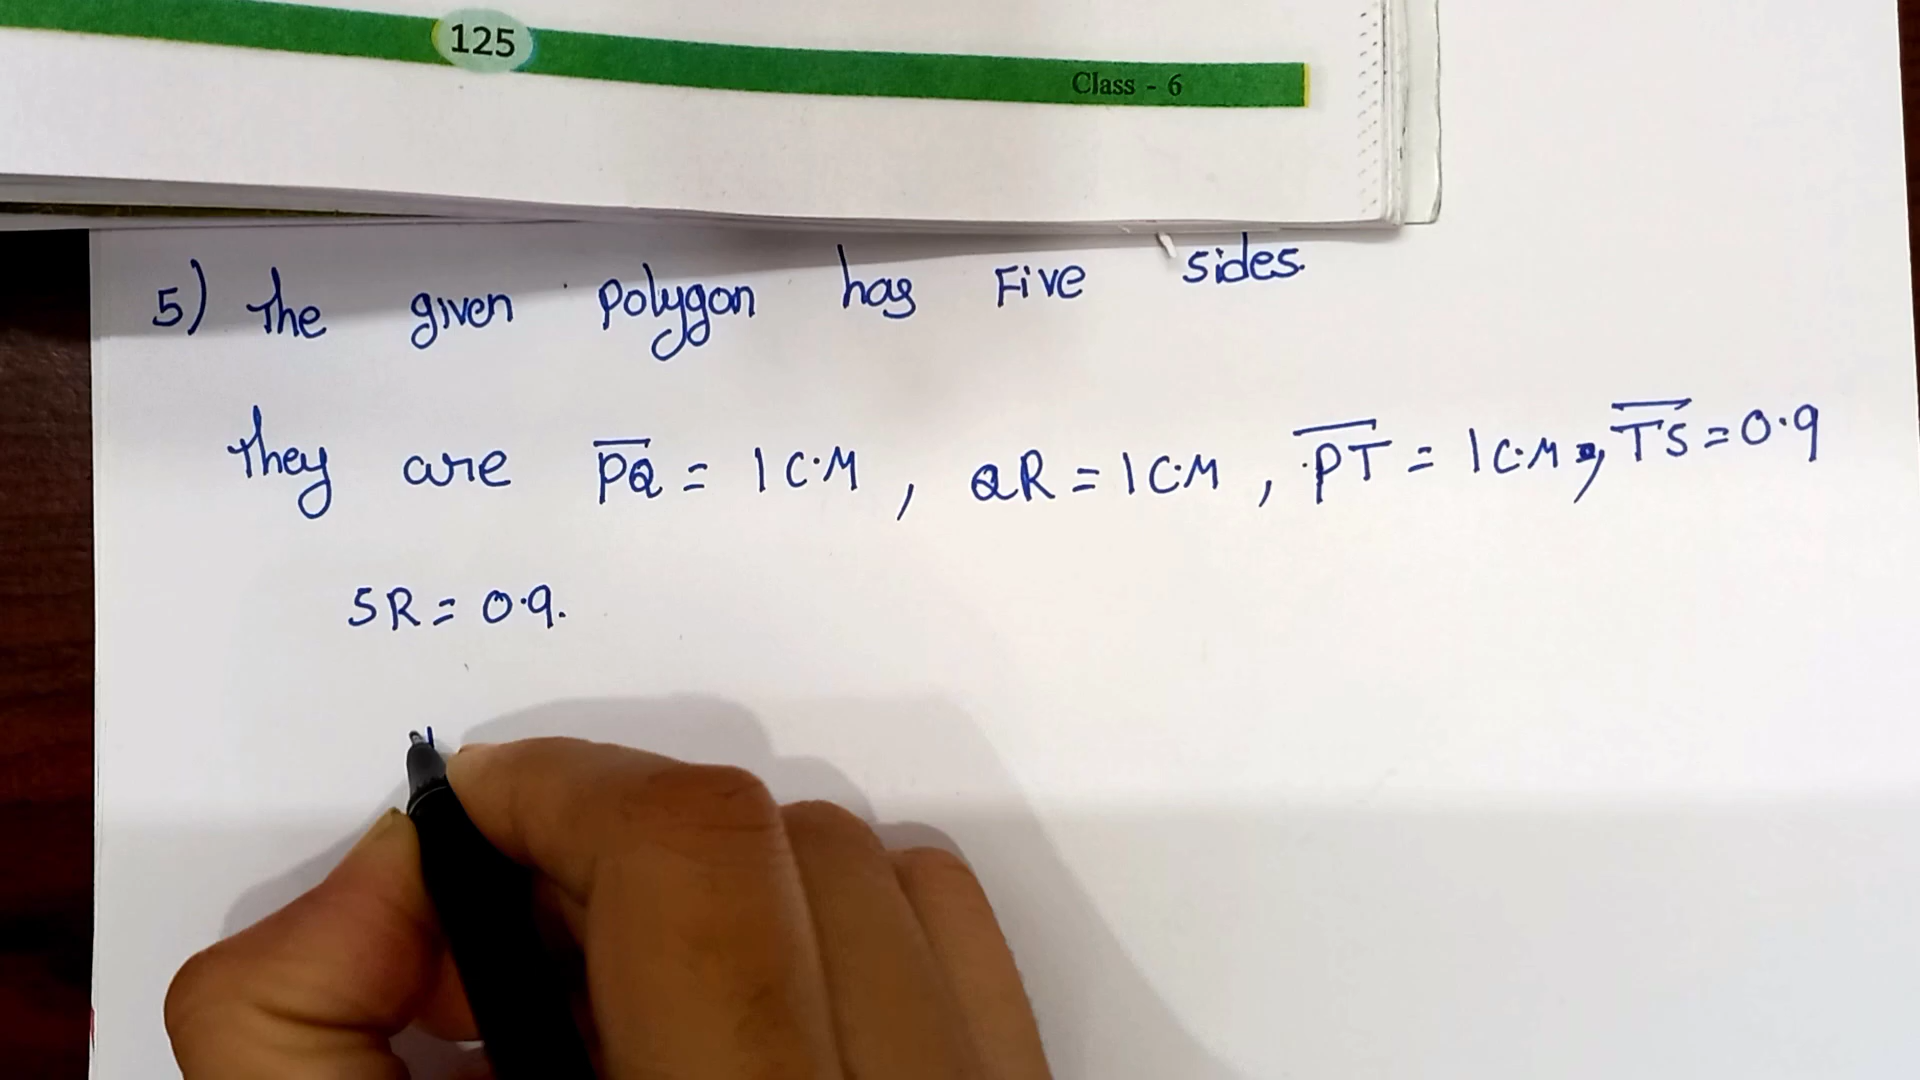 125
Class - 6
5) The given Polygon has Five sides.
They are PQ = 1 C.M , QR = 1 C.M , PT = 1 C.M , TS = 0.9
SR = 0.9.